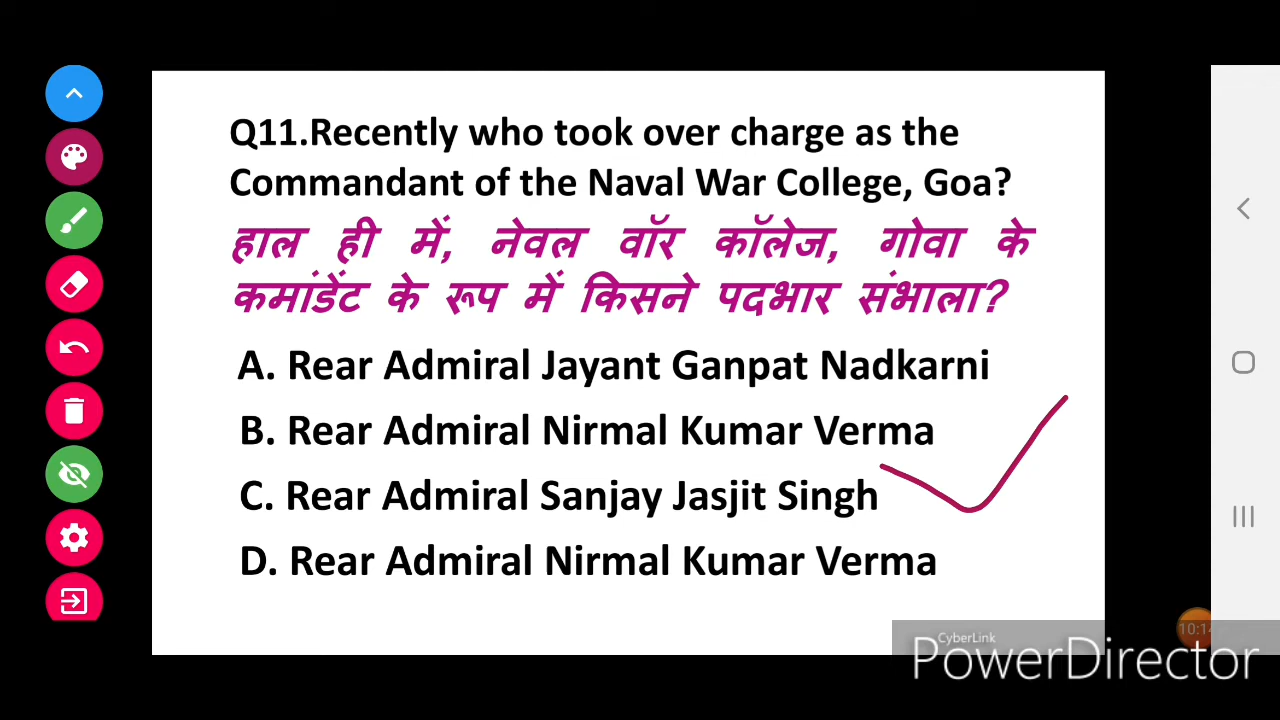 Q11.Recently who took over charge as the
Commandant of the Naval War College, Goa?
हाल ही में, नेवल वॉर कॉलेज, गोवा के
कमांडेंट के रूप में किसने पदभार संभाला?
A. Rear Admiral Jayant Ganpat Nadkarni
B. Rear Admiral Nirmal Kumar Verma
C. Rear Admiral Sanjay Jasjit Singh
D. Rear Admiral Nirmal Kumar Verma
10:14
CyberLink
PowerDirector